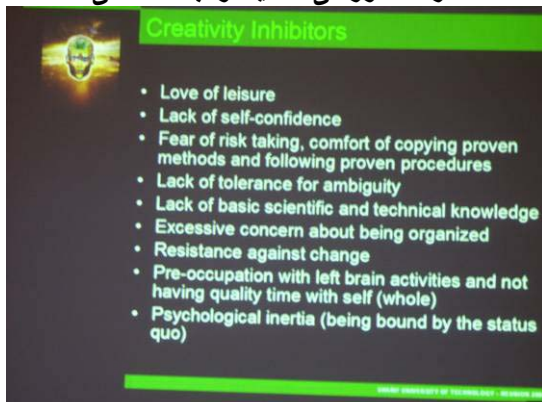 Creativity Inhibitors
• Love of leisure
• Lack of self-confidence
• Fear of risk taking, comfort of copying proven
methods and following proven procedures
• Lack of tolerance for ambiguity
• Lack of basic scientific and technical knowledge
• Excessive concern about being organized
• Resistance against change
• Pre-occupation with left brain activities and not
having quality time with self (whole)
• Psychological inertia (being bound by the status
quo)
UNIVERSITY OF TECHNOLOGY -